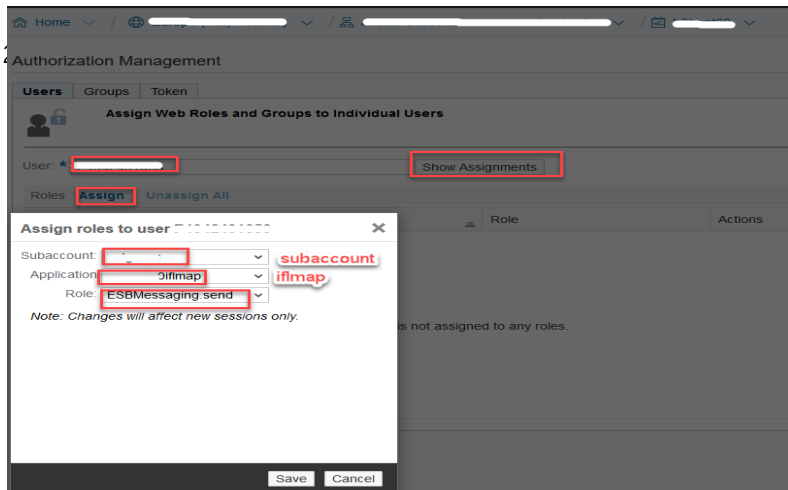 Home / /
Authorization Management
Users Groups Token
Assign Web Roles and Groups to Individual Users
User: * Show Assignments
Roles Assign Unassign All
Role Actions
Assign roles to user
Subaccount: subaccount
Application iflmap iflmap
Role: ESBMessaging.send
Note: Changes will affect new sessions only.
is not assigned to any roles.
Save Cancel